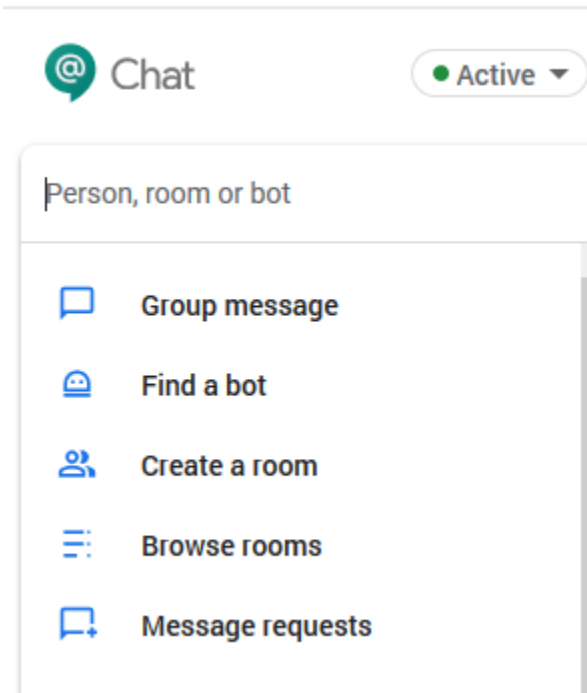 Chat
Active
Person, room or bot
Group message
Find a bot
Create a room
Browse rooms
Message requests